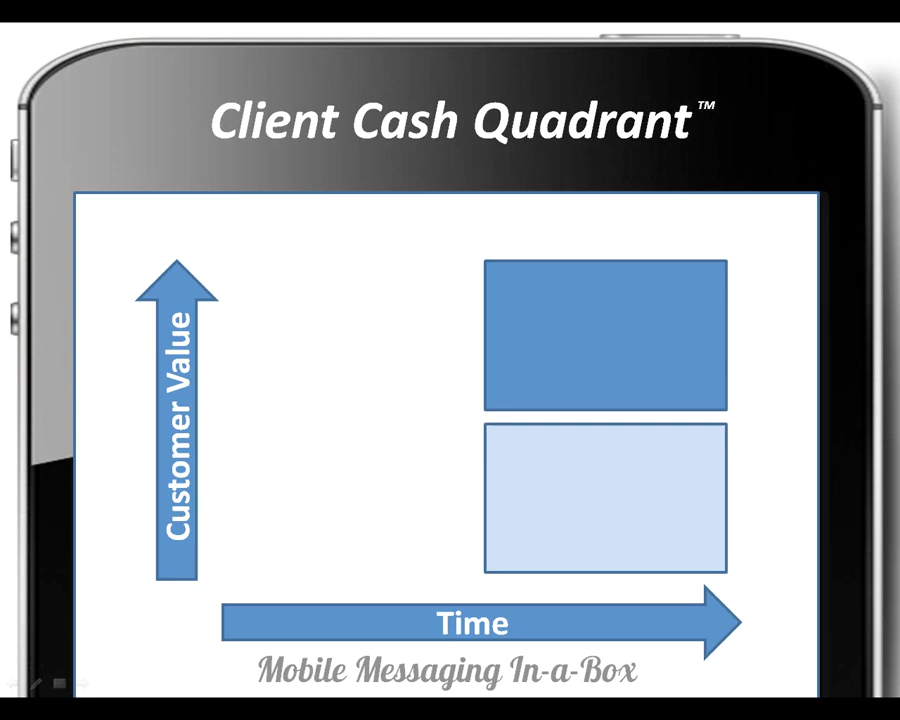 Client Cash Quadrant™
Customer Value
Time
Mobile Messaging In-a-Box